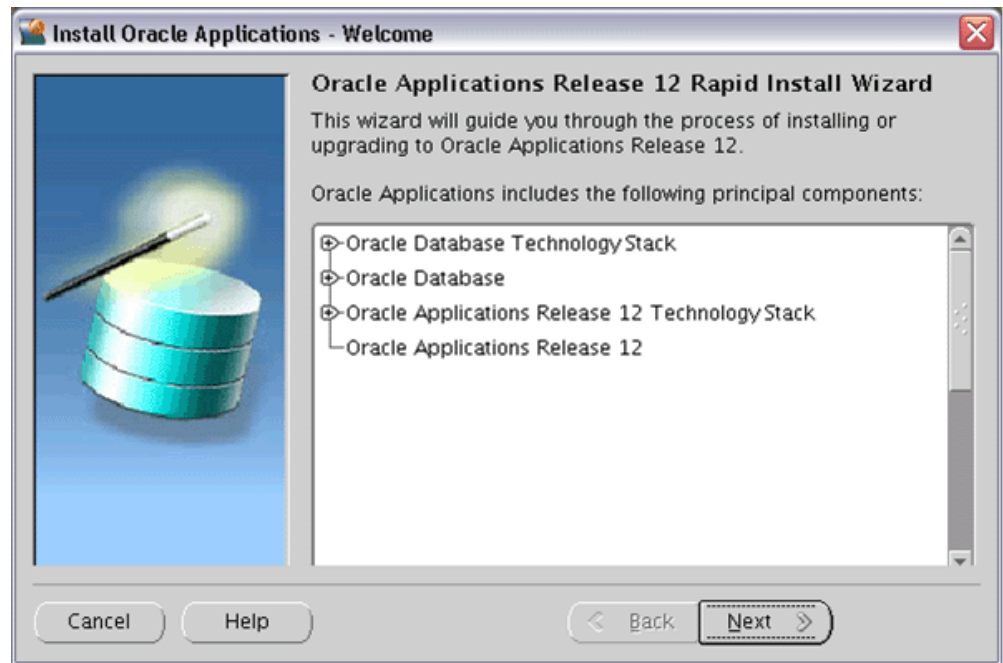 Install Oracle Applications - Welcome
Oracle Applications Release 12 Rapid Install Wizard
This wizard will guide you through the process of installing or
upgrading to Oracle Applications Release 12.
Oracle Applications includes the following principal components:
Oracle Database Technology Stack
Oracle Database
Oracle Applications Release 12 Technology Stack
Oracle Applications Release 12
Cancel
Help
Back
Next